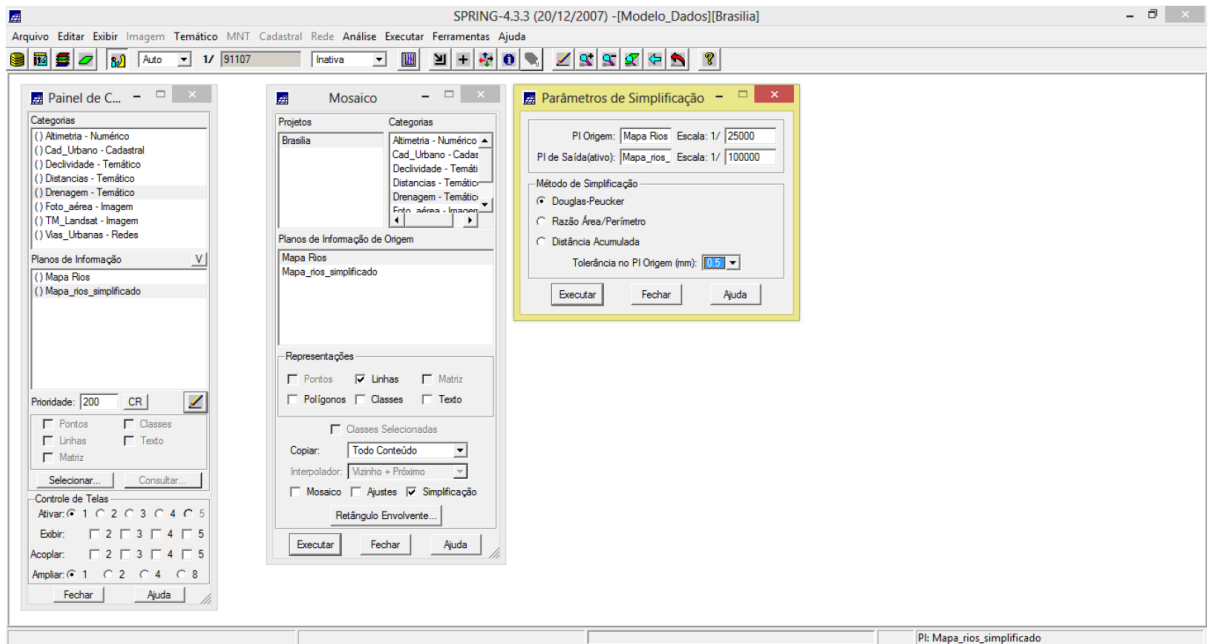 SPRING-4.3.3 (20/12/2007) -[Modelo_Dados][Brasilia]
Arquivo Editar Exibir Imagem Temático MNT Cadastral Rede Análise Executar Ferramentas Ajuda
Auto 1/ 91107 Inativa
Painel de C...
Categorias
( ) Altimetria - Numérico
( ) Cad_Urbano - Cadastral
( ) Declividade - Temático
( ) Distancias - Temático
( ) Drenagem - Temático
( ) Foto_aérea - Imagem
( ) TM_Landsat - Imagem
( ) Vias_Urbanas - Redes
Planos de Informação V
( ) Mapa Rios
( ) Mapa_rios_simplificado
Prioridade: 200 CR
Pontos Classes
Linhas Texto
Matriz
Selecionar... Consultar...
Controle de Telas
Ativar: 1 2 3 4 5
Exibir: 2 3 4 5
Acoplar: 2 3 4 5
Ampliar: 1 2 4 8
Fechar Ajuda
Mosaico
Projetos Categorias
Brasilia
Altimetria - Numérico
Cad_Urbano - Cadas
Declividade - Temáti
Distancias - Temátic
Drenagem - Temátic
Foto_aérea - Imagem
Planos de Informação de Origem
Mapa Rios
Mapa_rios_simplificado
Representações
Pontos Linhas Matriz
Polígonos Classes Texto
Classes Selecionadas
Copiar: Todo Conteúdo
Interpolador: Vizinho + Próximo
Mosaico Ajustes Simplificação
Retângulo Envolvente...
Executar Fechar Ajuda
Parâmetros de Simplificação
PI Origem: Mapa Rios Escala: 1/ 25000
PI de Saída(ativo): Mapa_rios_ Escala: 1/ 100000
Método de Simplificação
Douglas-Peucker
Razão Área/Perímetro
Distância Acumulada
Tolerância no PI Origem (mm): 0.5
Executar Fechar Ajuda
PI: Mapa_rios_simplificado